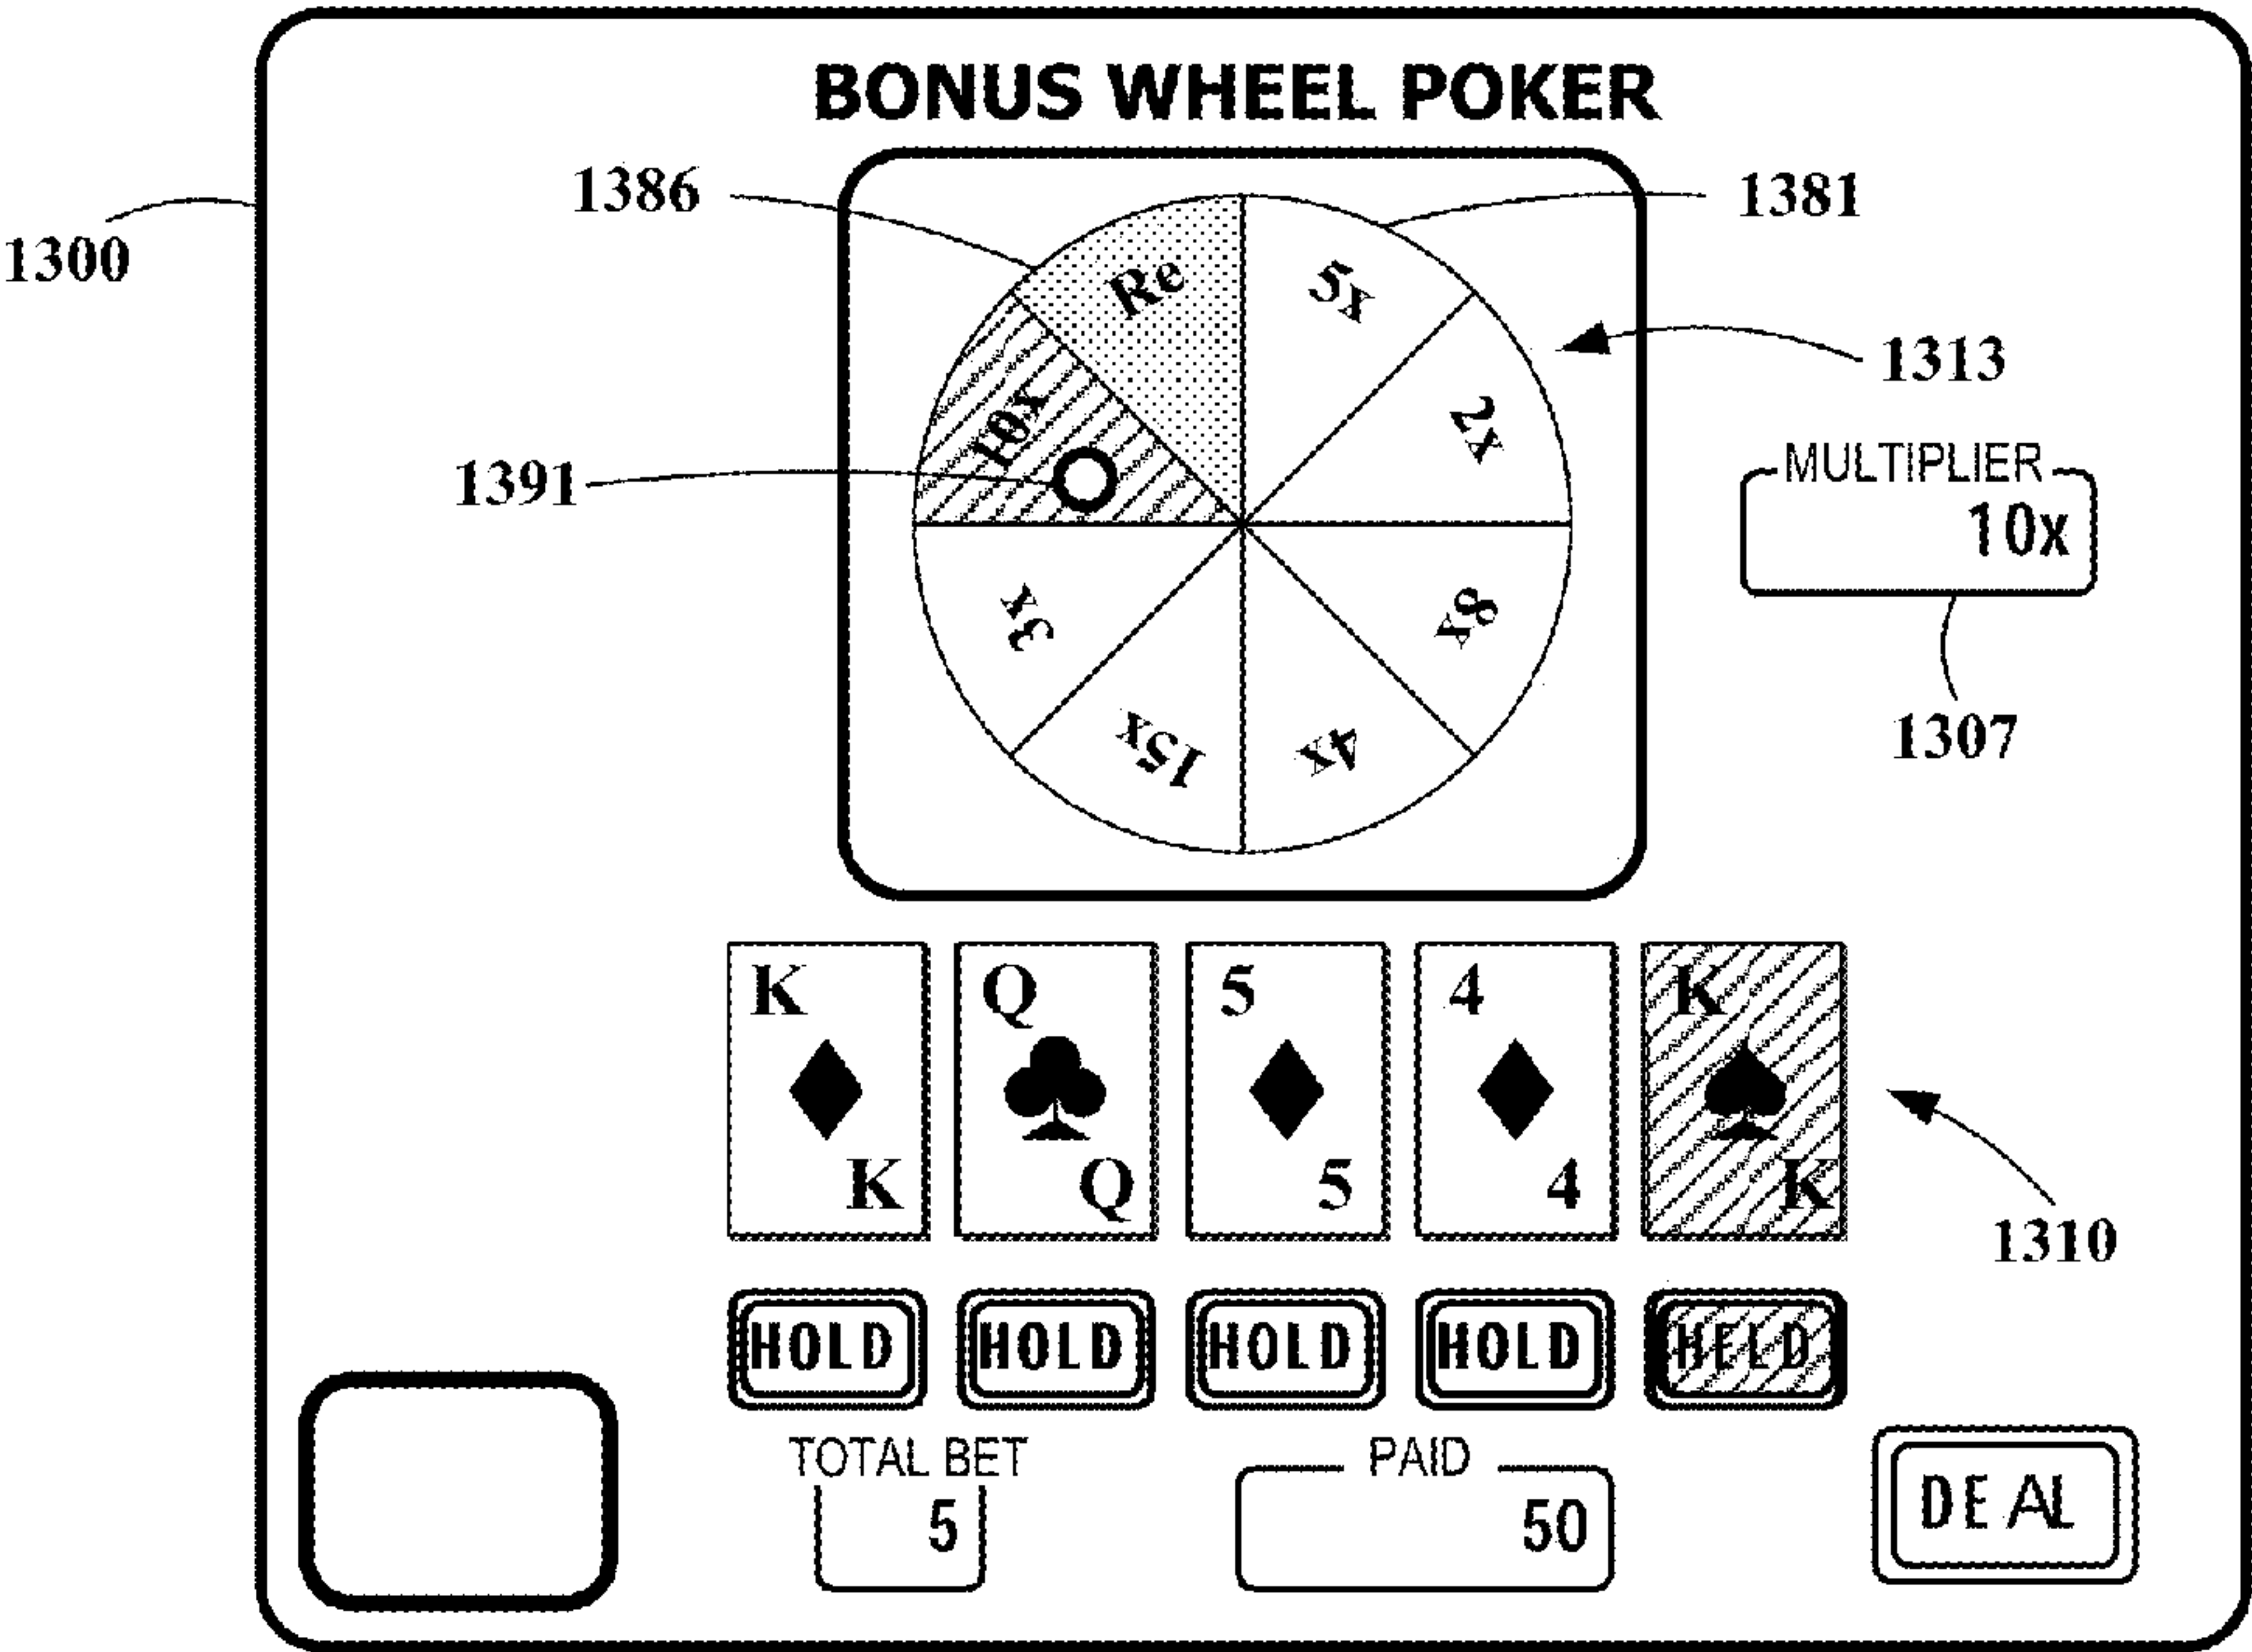 BONUS WHEEL POKER
1386
1381
1300
Re
5x
1313
10x
2x
1391
MULTIPLIER
10x
3x
8x
15x
4x
1307
K Q 5 4 K
K Q 5 4 K
1310
HOLD HOLD HOLD HOLD HELD
TOTAL BET
PAID
5
50
DEAL